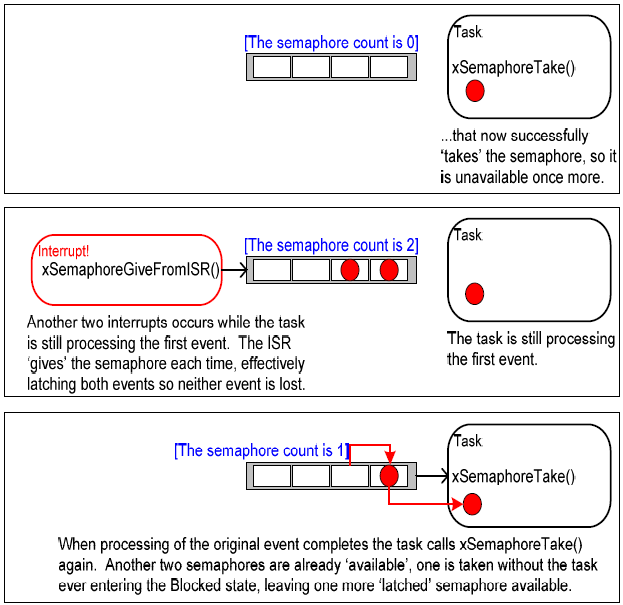 [The semaphore count is 0]
Task
xSemaphoreTake()
...that now successfully
'takes' the semaphore, so it
is unavailable once more.
Interrupt!
xSemaphoreGiveFromISR()
[The semaphore count is 2]
Task
Another two interrupts occurs while the task
is still processing the first event.  The ISR
'gives' the semaphore each time, effectively
latching both events so neither event is lost.
The task is still processing
the first event.
[The semaphore count is 1]
Task
xSemaphoreTake()
When processing of the original event completes the task calls xSemaphoreTake()
again.  Another two semaphores are already 'available', one is taken without the task
ever entering the Blocked state, leaving one more 'latched' semaphore available.